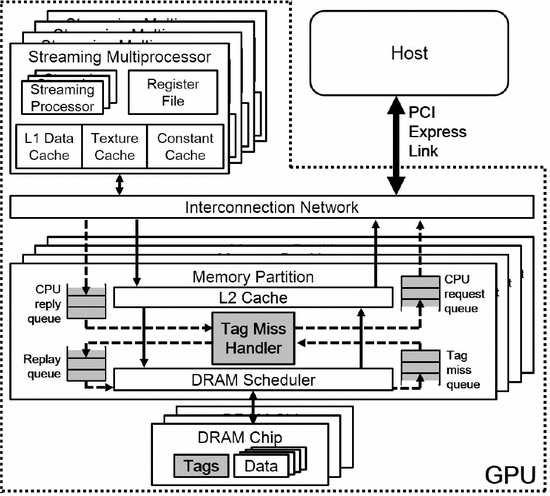 Streaming Multiprocessor
Streaming
Processor
Register
File
L1 Data
Cache
Texture
Cache
Constant
Cache
Host
PCI
Express
Link
Interconnection Network
Memory Partition
CPU
reply
queue
L2 Cache
CPU
request
queue
Tag Miss
Handler
Replay
queue
Tag
miss
queue
DRAM Scheduler
DRAM Chip
Tags
Data
GPU